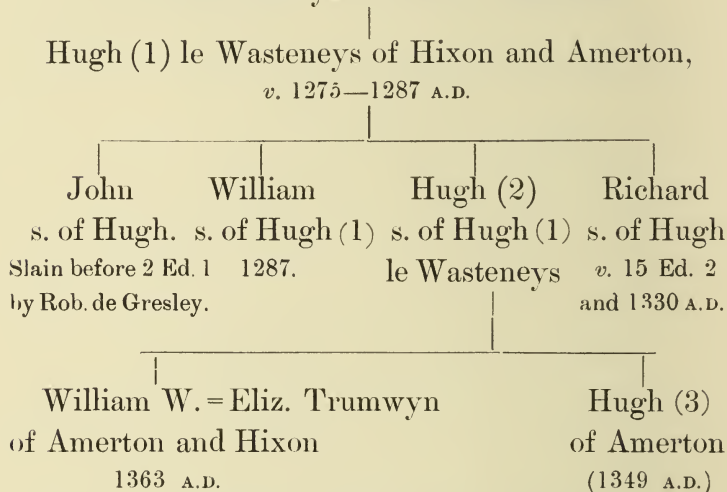 Hugh (1) le Wasteneys of Hixon and Amerton,
v. 1275—1287 A.D.
John William Hugh (2) Richard
s. of Hugh. s. of Hugh (1) s. of Hugh (1) s. of Hugh
Slain before 2 Ed. 1 1287. le Wasteneys v. 15 Ed. 2
by Rob. de Gresley. and 1330 A.D.
William W. = Eliz. Trumwyn Hugh (3)
of Amerton and Hixon of Amerton
1363 A.D. (1349 A.D.)